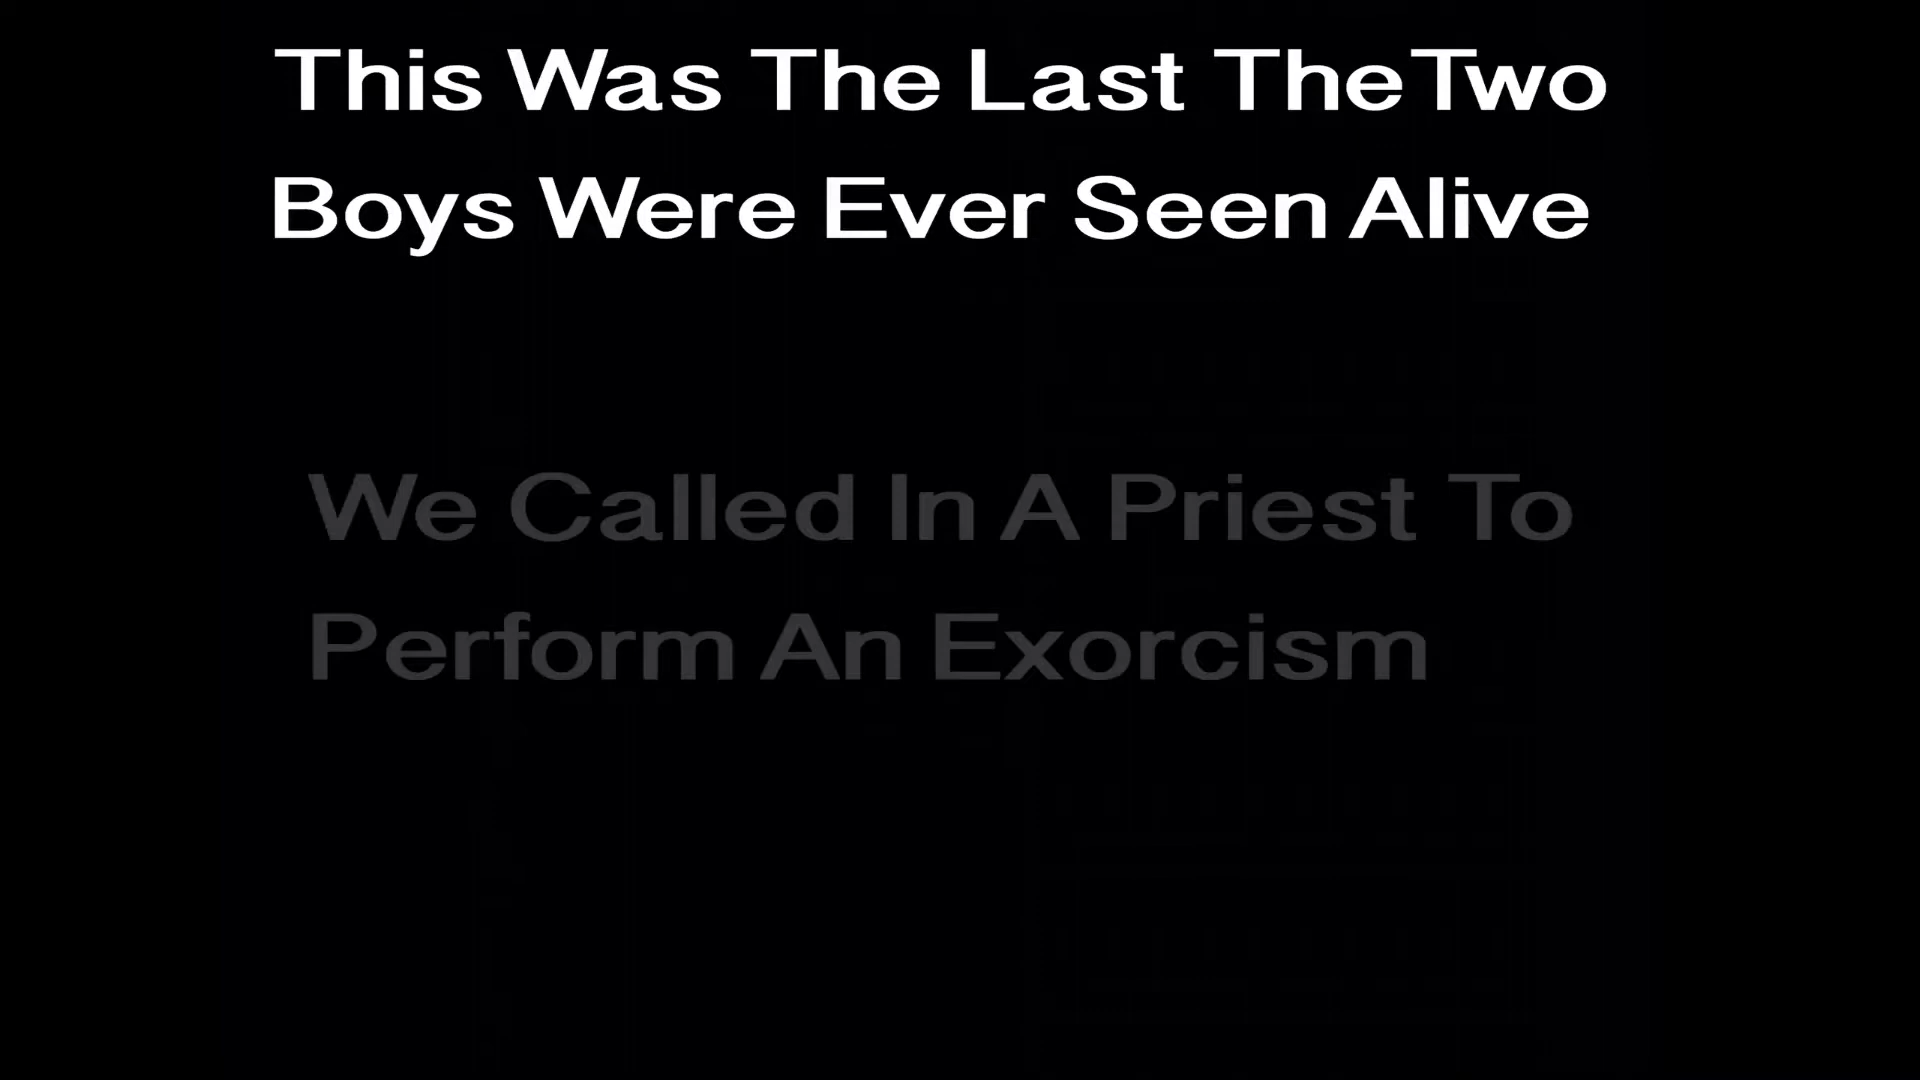 This Was The Last The Two
Boys Were Ever Seen Alive
We Called In A Priest To
Perform An Exorcism